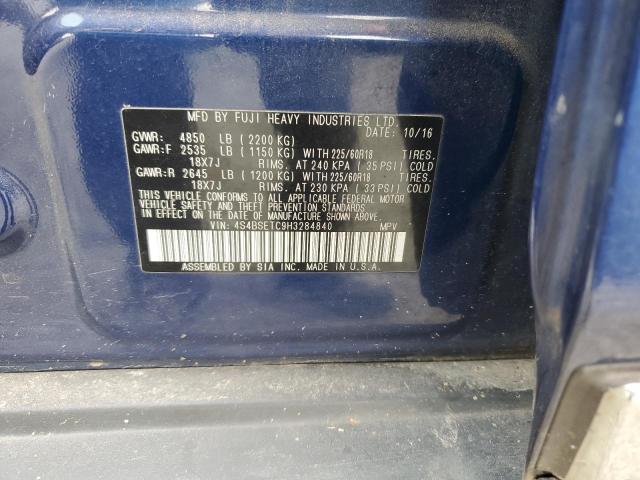 MFD BY FUJI HEAVY INDUSTRIES LTD.
DATE: 10/16
GVWR: 4850 LB (2200 KG)
GAWR:F 2535 LB (1150 KG) WITH 225/60R18 TIRES.
18X7J RIMS. AT 240 KPA (35 PSI) COLD
GAWR:R 2645 LB (1200 KG) WITH 225/60R18 TIRES.
18X7J RIMS. AT 230 KPA (33 PSI) COLD
THIS VEHICLE CONFORMS TO ALL APPLICABLE FEDERAL MOTOR
VEHICLE SAFETY AND THEFT PREVENTION STANDARDS IN EFFECT
ON THE DATE OF MANUFACTURE SHOWN ABOVE.
VIN: 4S4BSETC9H3284840 MPV
ASSEMBLED BY SIA INC. MADE IN U.S.A.